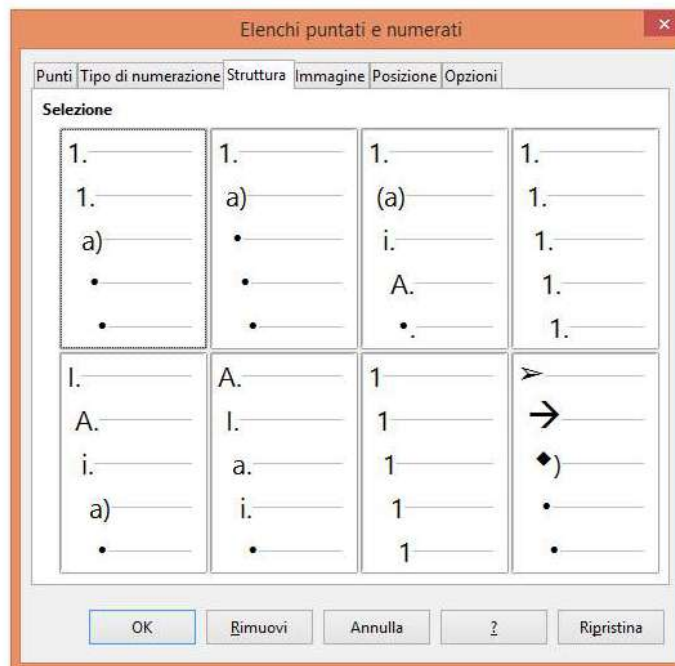 Elenchi puntati e numerati
Punti Tipo di numerazione Struttura Immagine Posizione Opzioni
Selezione
1.
1.
a)
•
•
1.
a)
•
•
•
1.
(a)
i.
A.
•.
1.
1.
1.
1.
1.
I.
A.
i.
a)
•
A.
I.
a.
i.
•
1
1
1
1
1
➢
→
◆)
•
•
OK Rimuovi Annulla ? Ripristina